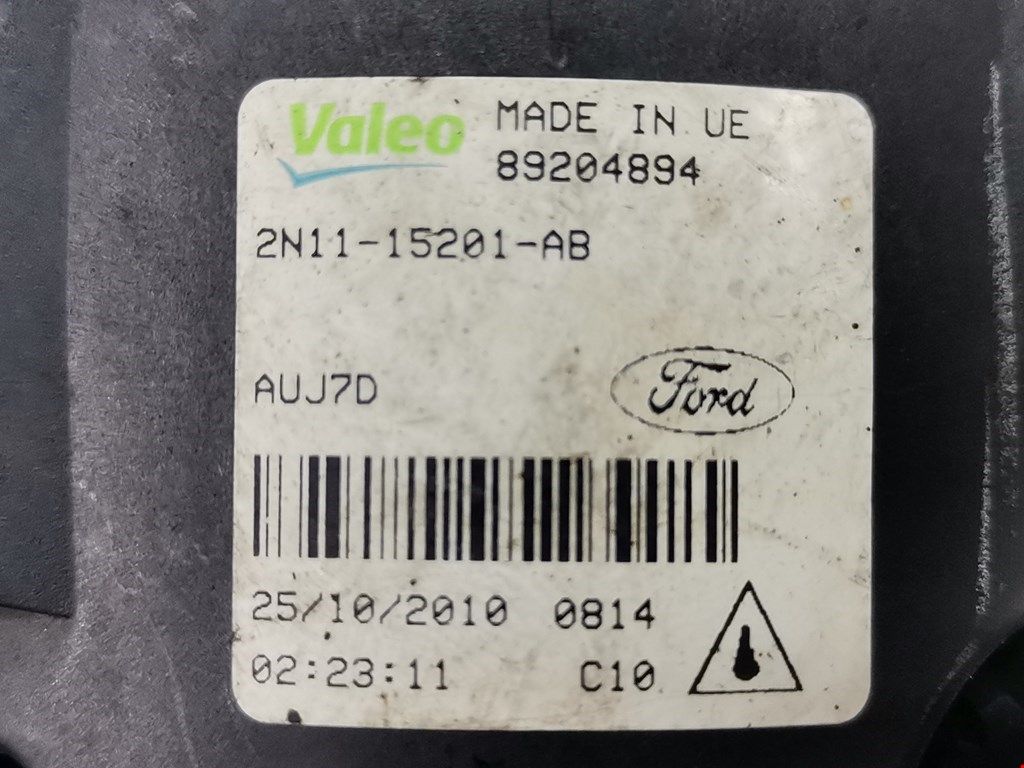 Valeo
MADE IN UE
89204894
2N11-15201-AB
AUJ7D
Ford
25/10/2010 0814
02:23:11 C10